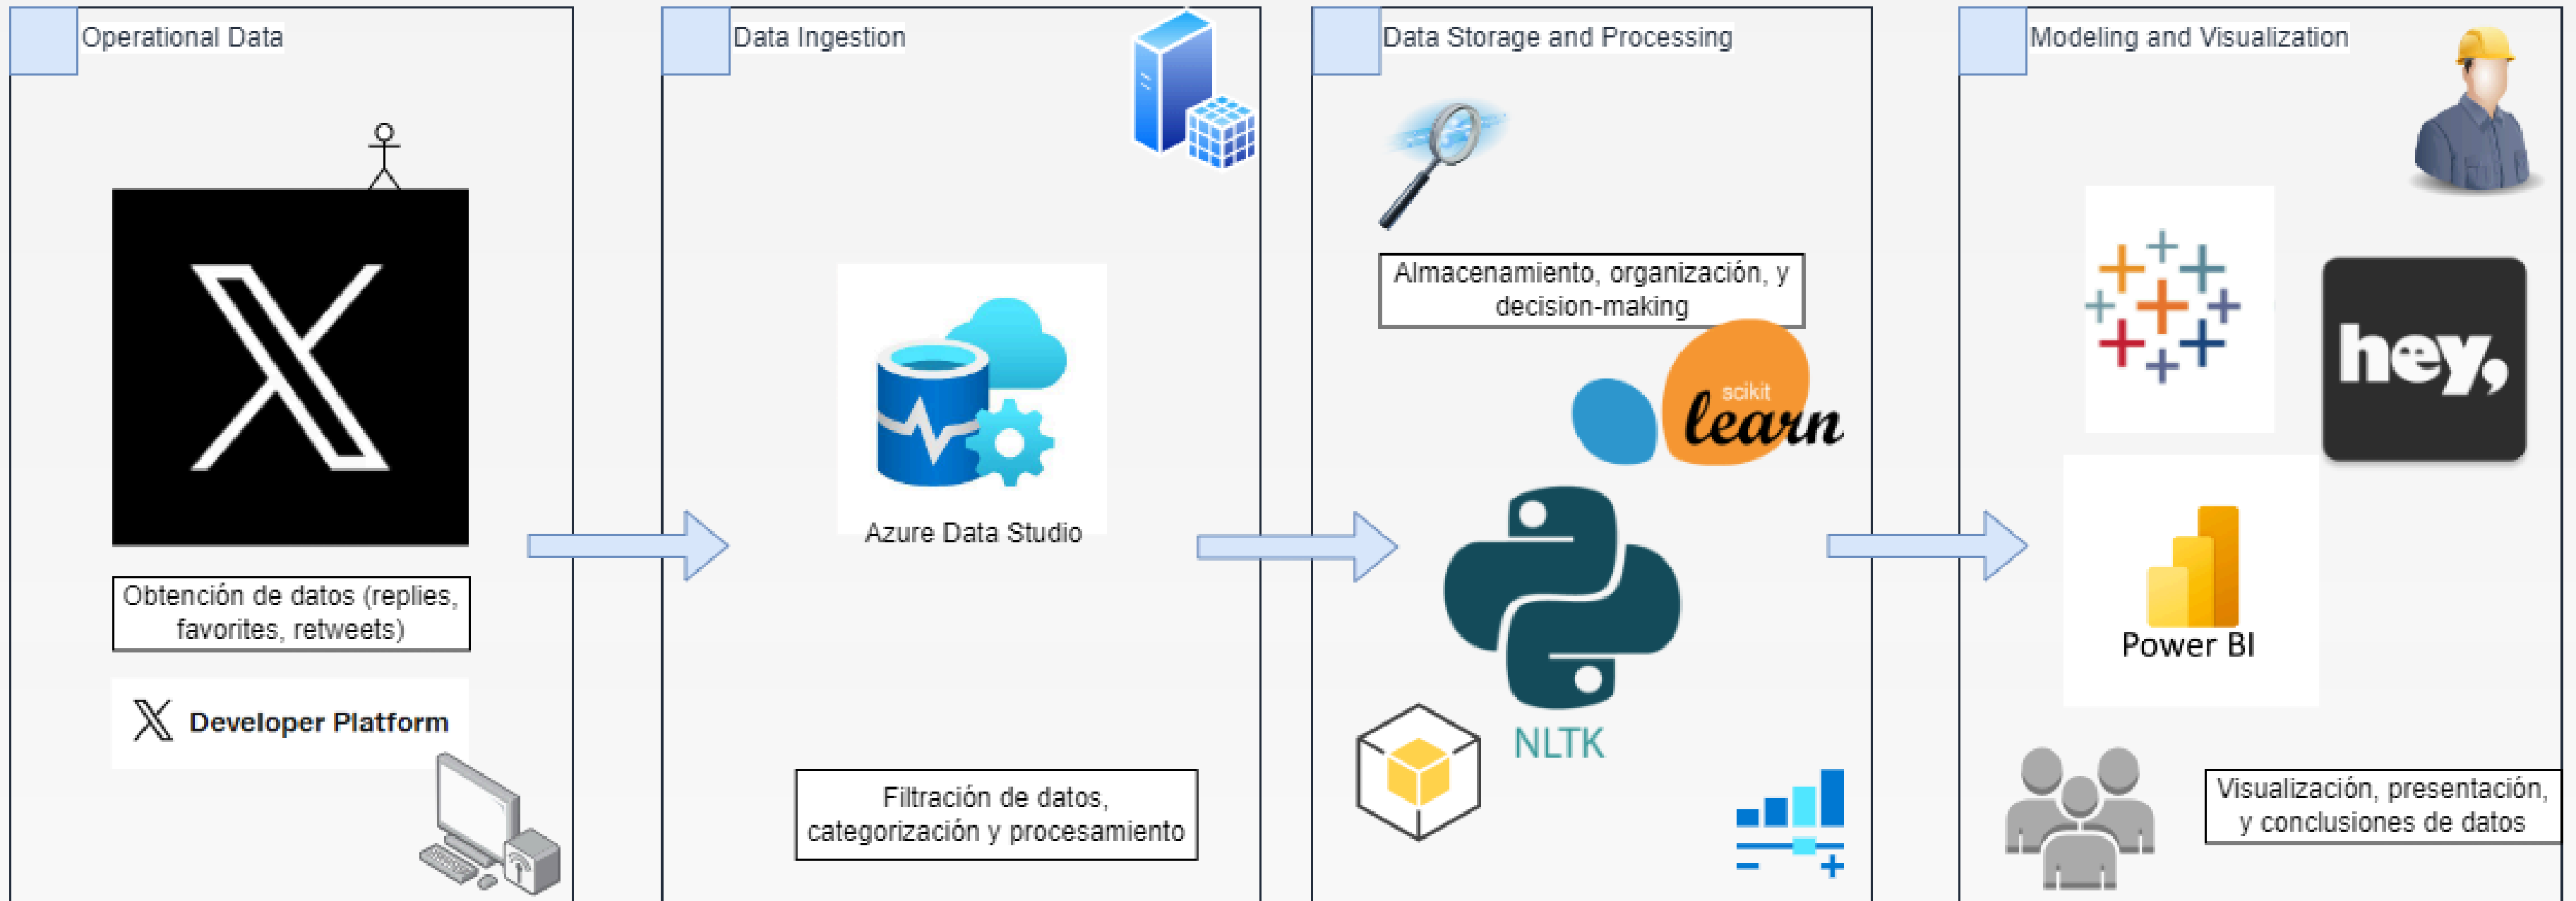 Operational Data
Obtención de datos (replies,
favorites, retweets)
Developer Platform
Data Ingestion
Azure Data Studio
Filtración de datos,
categorización y procesamiento
Data Storage and Processing
Almacenamiento, organización, y
decision-making
scikit
learn
NLTK
Modeling and Visualization
hey,
Power BI
Visualización, presentación,
y conclusiones de datos